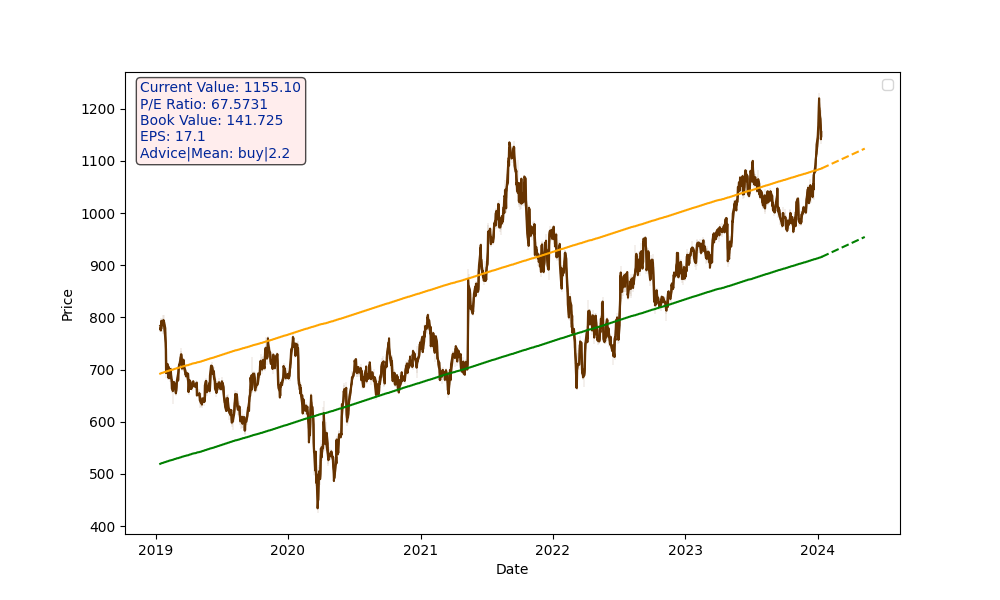 Current Value: 1155.10
P/E Ratio: 67.5731
Book Value: 141.725
EPS: 17.1
Advice|Mean: buy|2.2
1200
1100
1000
900
800
700
600
500
400
Price
2019 2020 2021 2022 2023 2024
Date